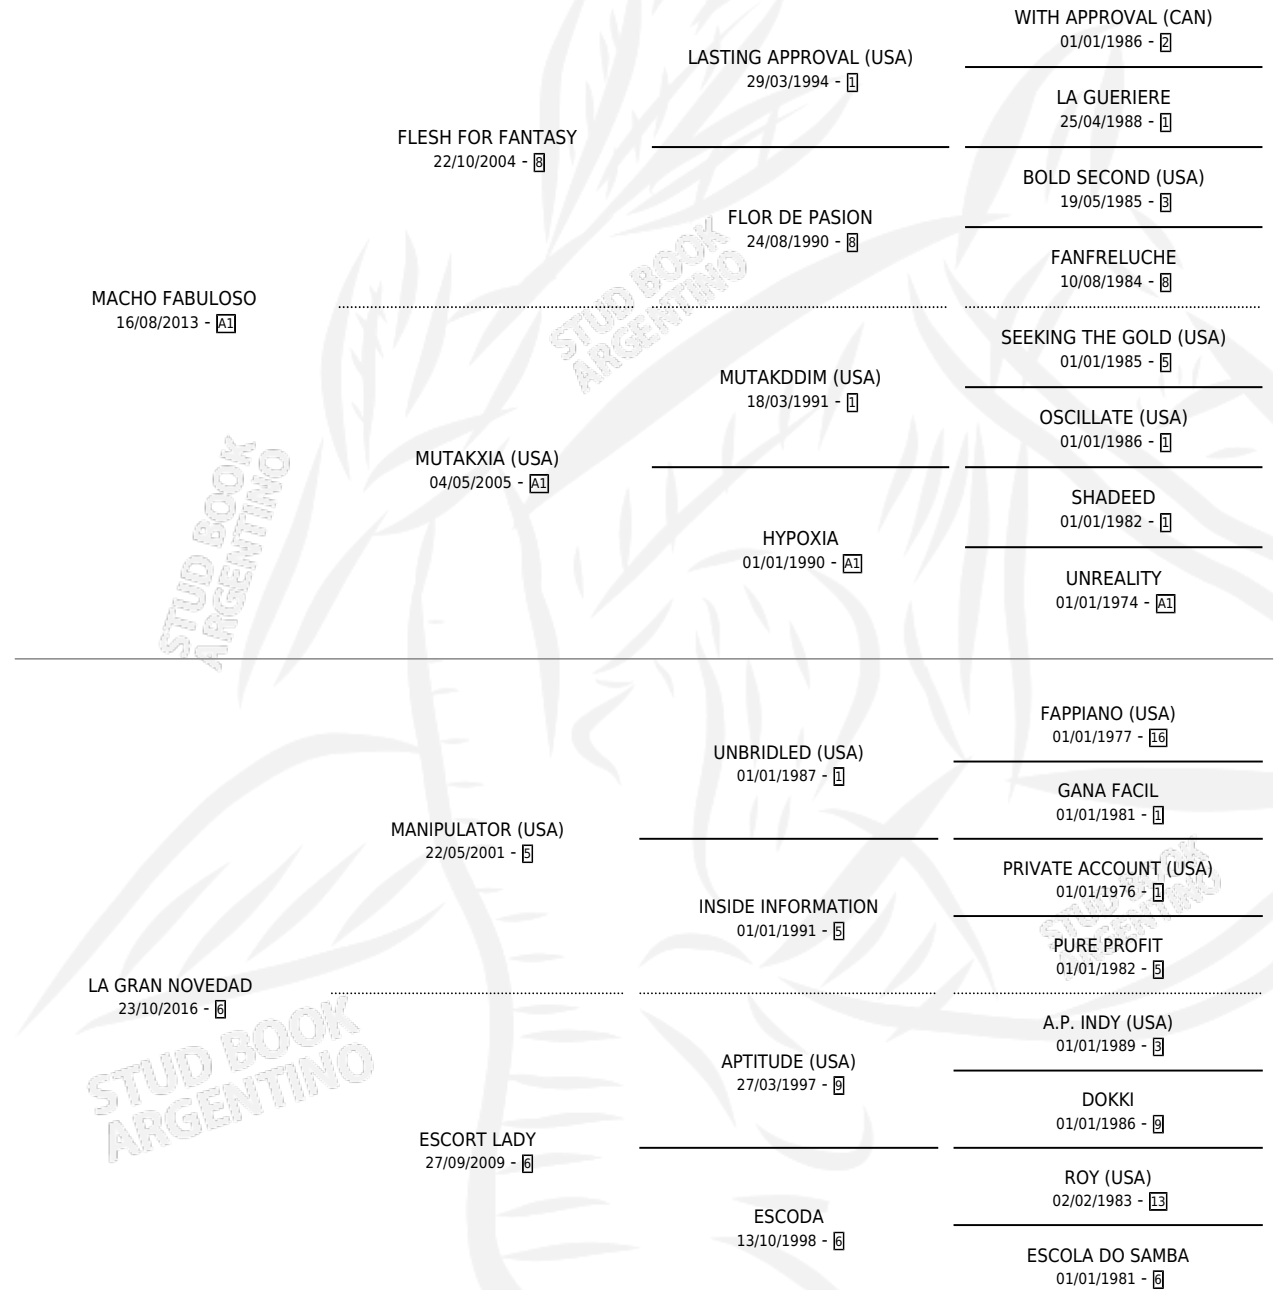 WITH APPROVAL (CAN)
01/01/1986 - 2
LASTING APPROVAL (USA)
29/03/1994 - 1
LA GUERIERE
25/04/1988 - 1
FLESH FOR FANTASY
22/10/2004 - 8
BOLD SECOND (USA)
19/05/1985 - 3
FLOR DE PASION
24/08/1990 - 8
FANFRELUCHE
10/08/1984 - 8
MACHO FABULOSO
16/08/2013 - A1
STUD BOOK
ARGENTINO
SEEKING THE GOLD (USA)
01/01/1985 - 5
MUTAKDDIM (USA)
18/03/1991 - 1
OSCILLATE (USA)
01/01/1986 - 1
MUTAKXIA (USA)
04/05/2005 - A1
SHADEED
01/01/1982 - 1
HYPOXIA
01/01/1990 - A1
UNREALITY
01/01/1974 - A1
STUD BOOK
ARGENTINO
FAPPIANO (USA)
01/01/1977 - 16
UNBRIDLED (USA)
01/01/1987 - 1
GANA FACIL
01/01/1981 - 1
MANIPULATOR (USA)
22/05/2001 - 5
PRIVATE ACCOUNT (USA)
01/01/1976 - 1
INSIDE INFORMATION
01/01/1991 - 5
STUD BOOK
ARGENTINO
PURE PROFIT
01/01/1982 - 5
LA GRAN NOVEDAD
23/10/2016 - 6
A.P. INDY (USA)
01/01/1989 - 3
APTITUDE (USA)
27/03/1997 - 9
STUD BOOK
ARGENTINO
DOKKI
01/01/1986 - 9
ESCORT LADY
27/09/2009 - 6
ROY (USA)
02/02/1983 - 13
ESCODA
13/10/1998 - 6
ESCOLA DO SAMBA
01/01/1981 - 6